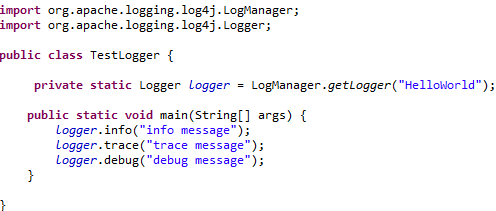 import org.apache.logging.log4j.LogManager;
import org.apache.logging.log4j.Logger;

public class TestLogger {

    private static Logger logger = LogManager.getLogger("HelloWorld");

    public static void main(String[] args) {
        logger.info("info message");
        logger.trace("trace message");
        logger.debug("debug message");
    }

}